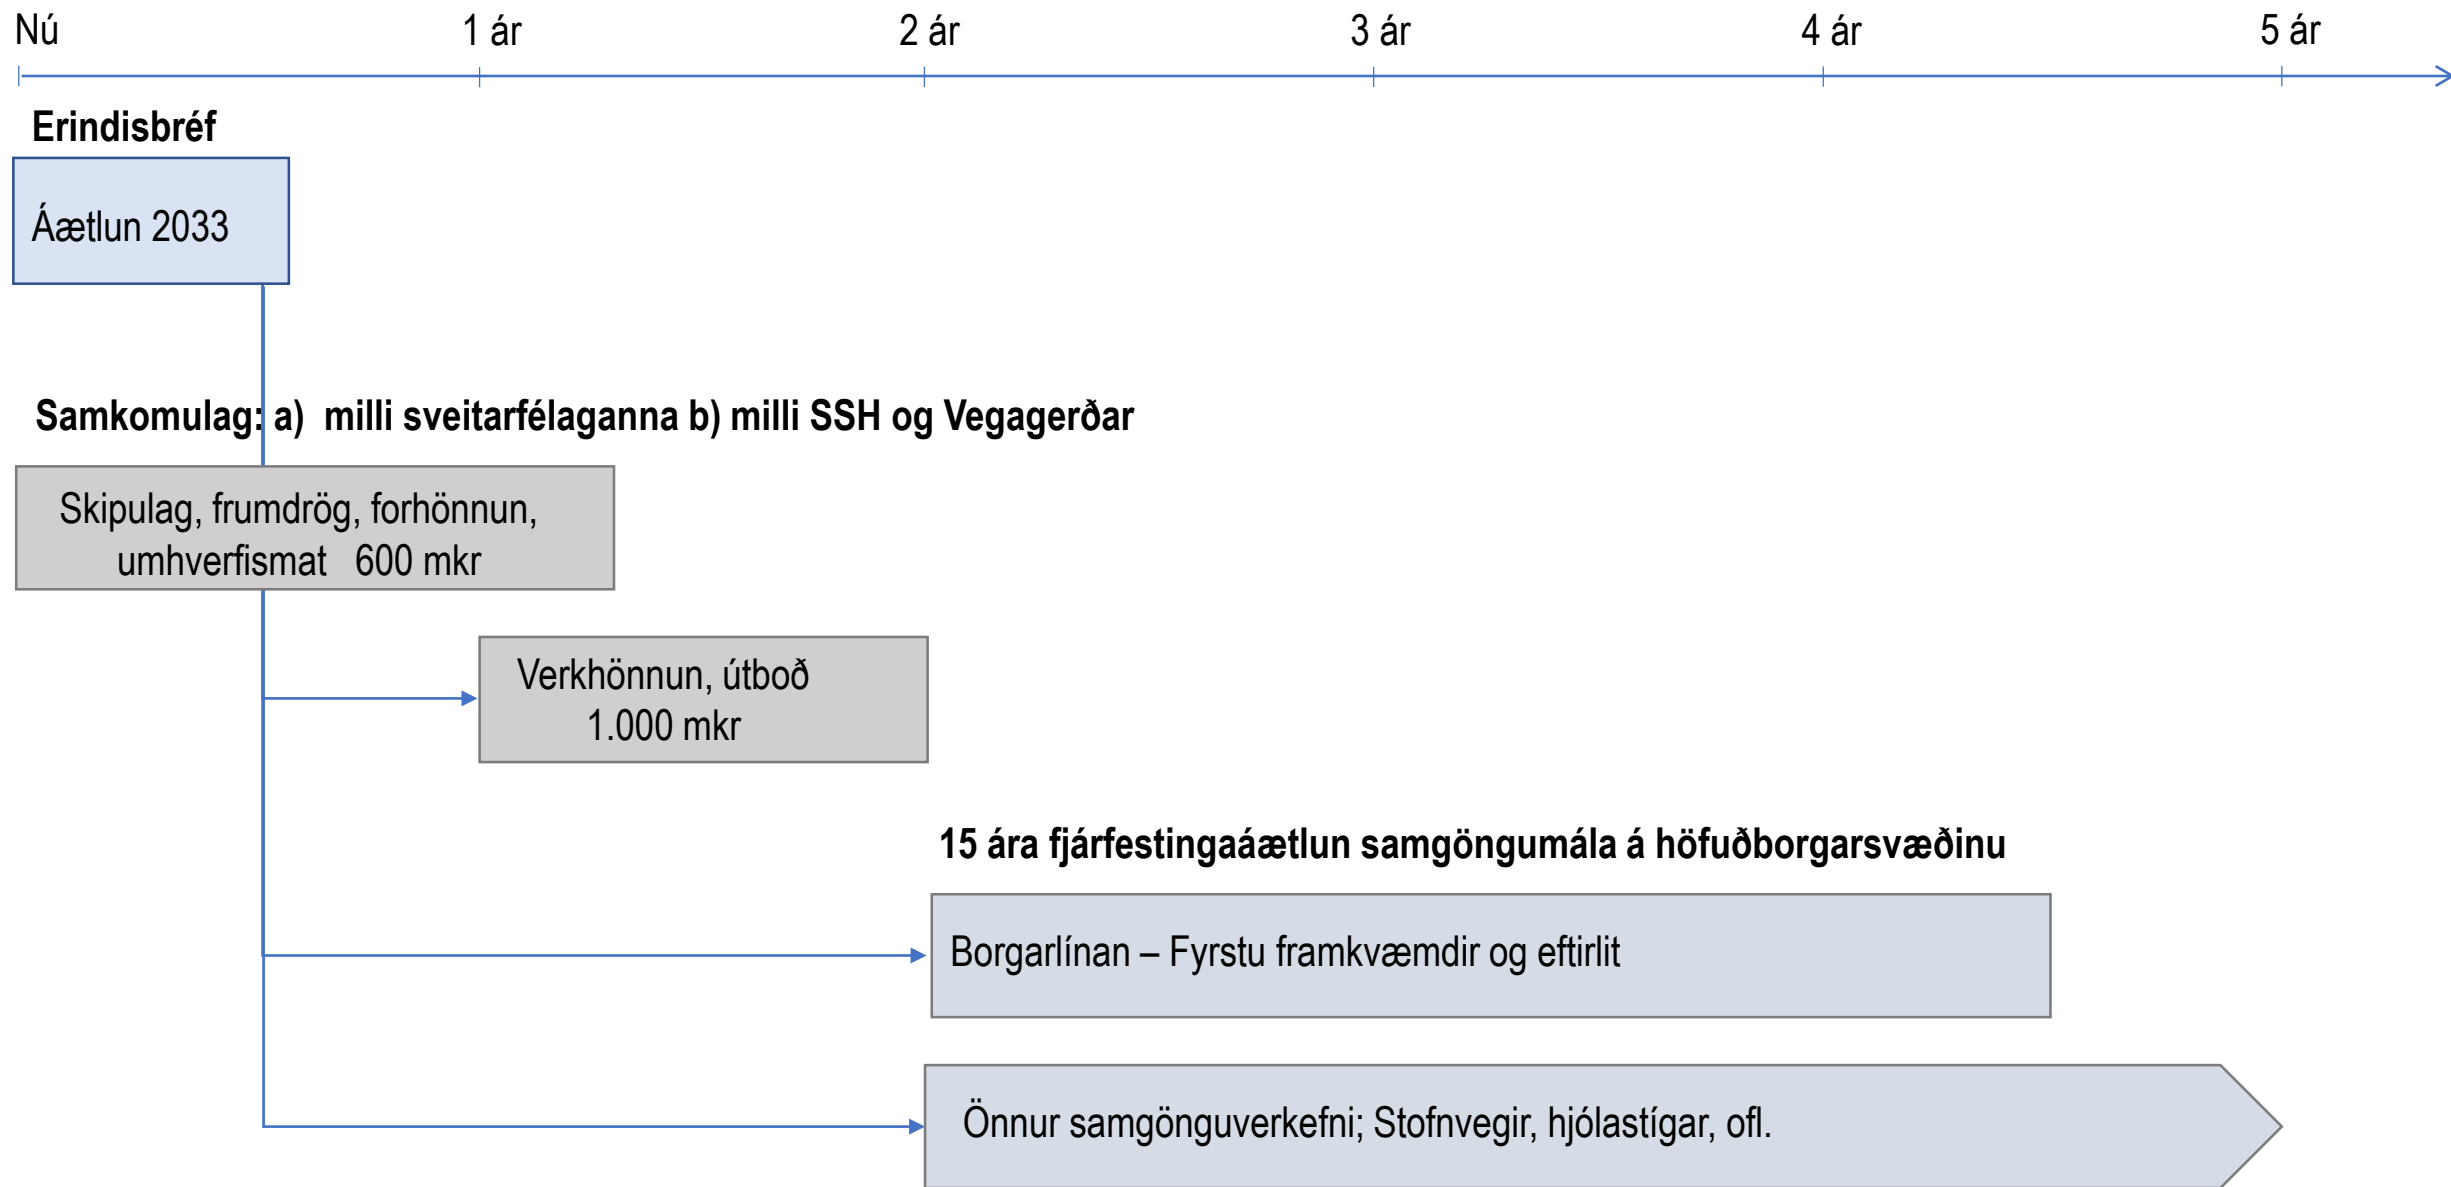 Nú
1 ár
2 ár
3 ár
4 ár
5 ár
Erindisbréf
Áætlun 2033
Samkomulag: a) milli sveitarfélaganna b) milli SSH og Vegagerðar
Skipulag, frumdrög, forhönnun,
umhverfismat 600 mkr
Verkhönnun, útboð
1.000 mkr
15 ára fjárfestingaáætlun samgöngumála á höfuðborgarsvæðinu
Borgarlínan – Fyrstu framkvæmdir og eftirlit
Önnur samgönguverkefni; Stofnvegir, hjólastígar, ofl.